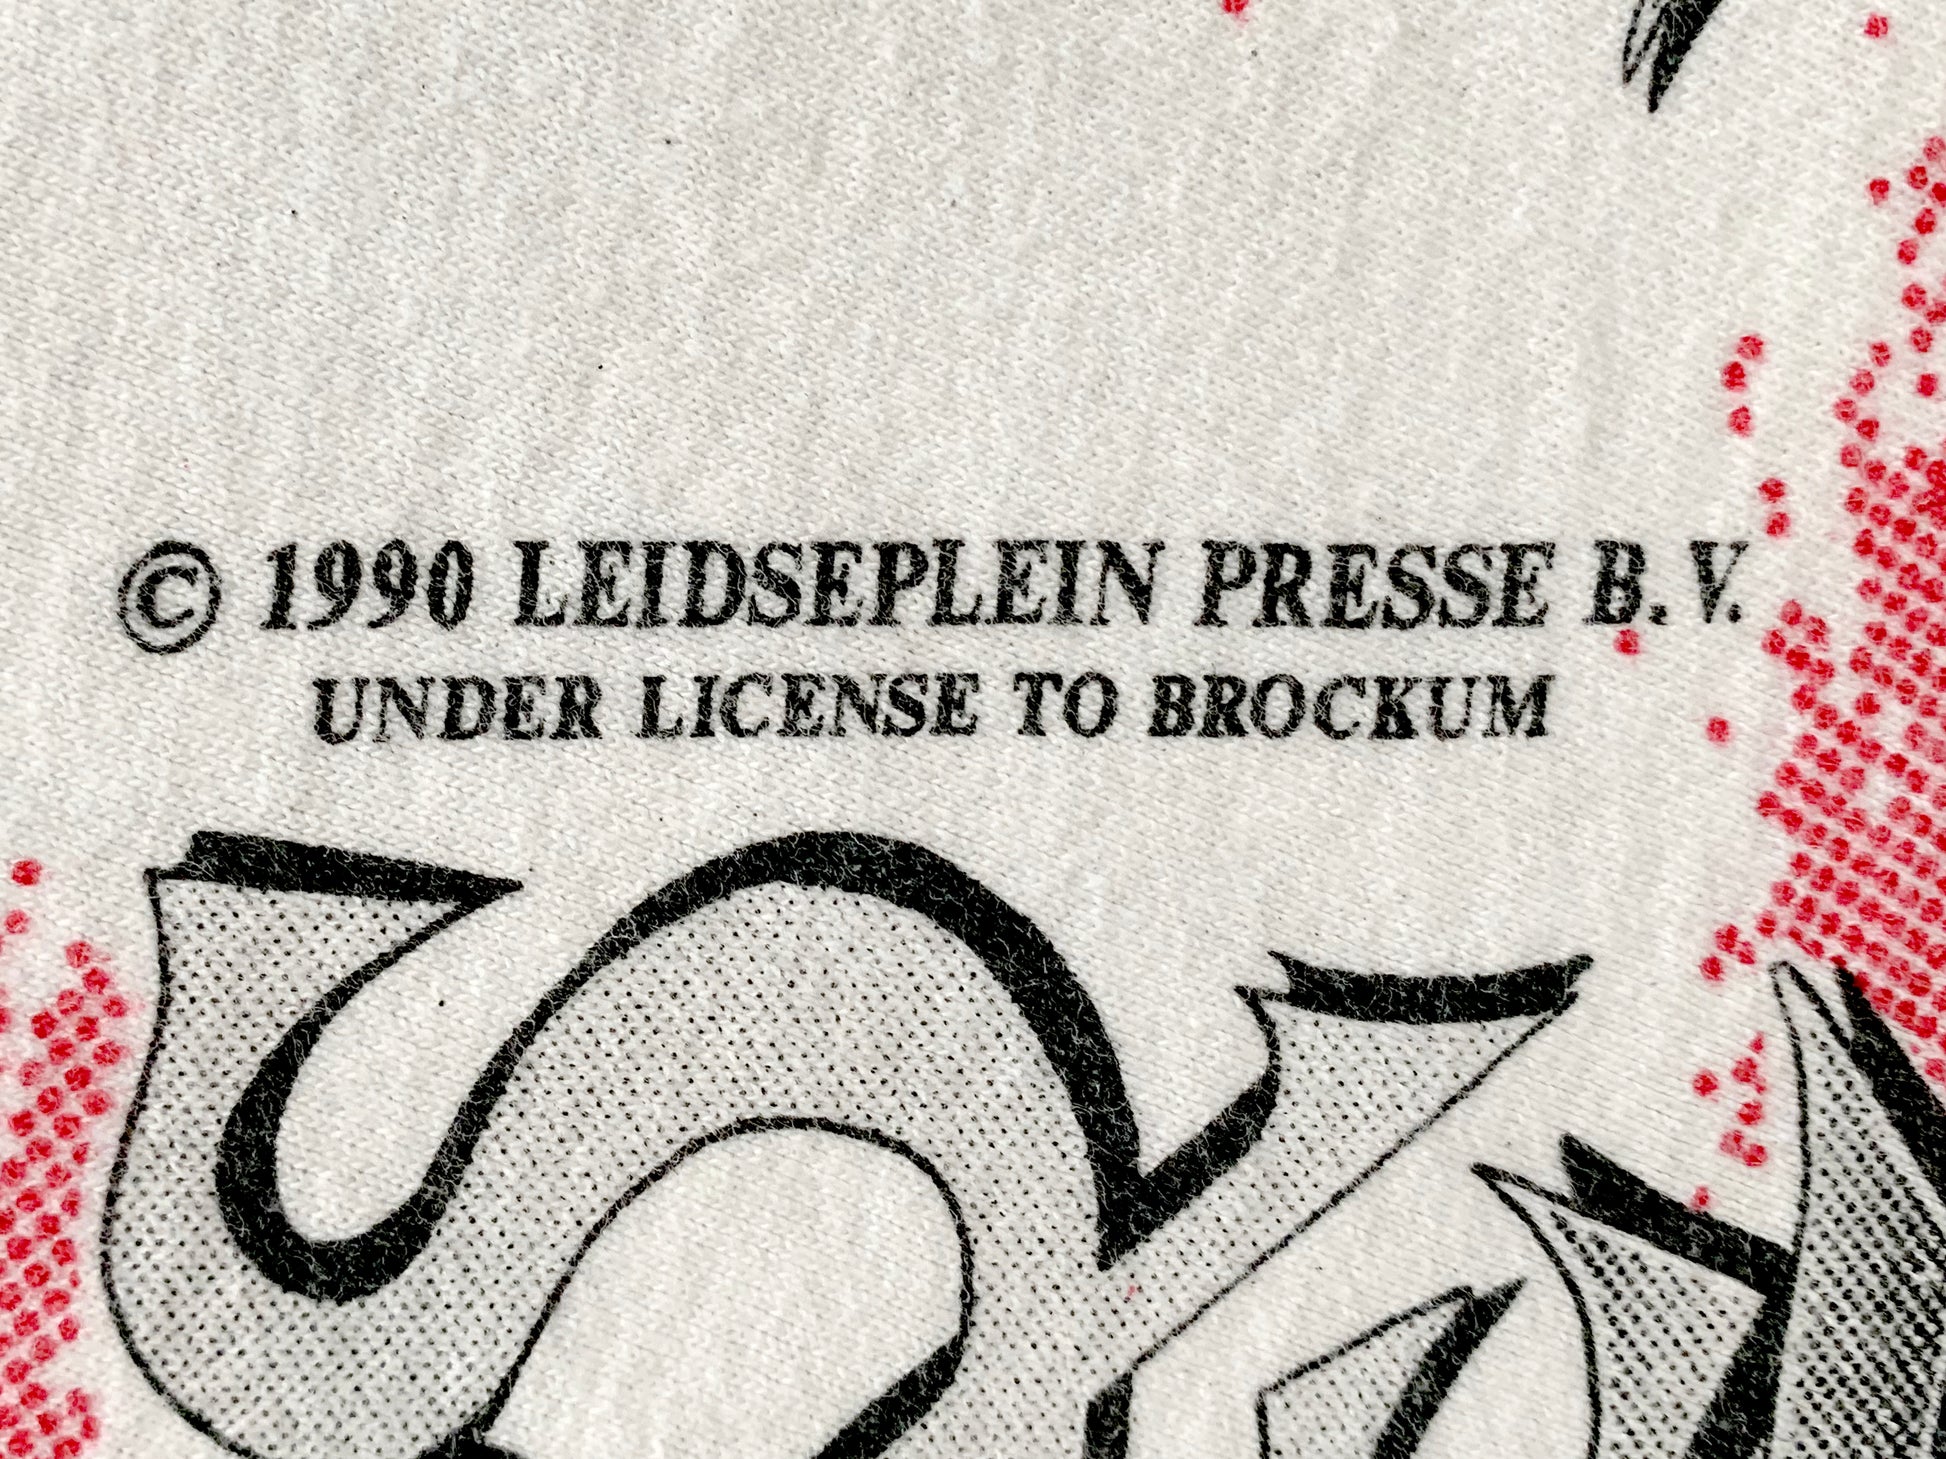 © 1990 LEIDSEPLEIN PRESSE B.V.
UNDER LICENSE TO BROCKUM